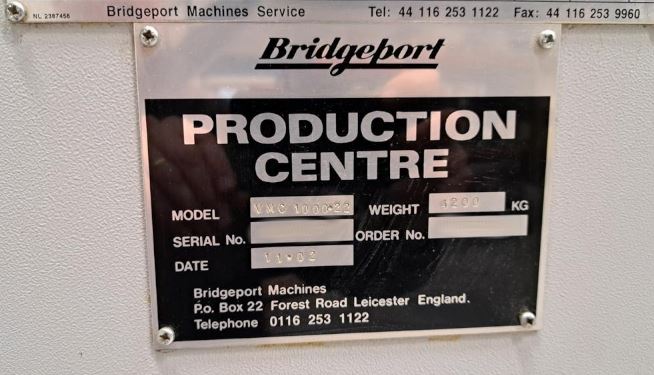 Bridgeport Machines Service Tel: 44 116 253 1122 Fax: 44 116 253 9960
NL 2387456
Bridgeport
PRODUCTION
CENTRE
MODEL VMC 1000•22 WEIGHT 4200 KG
SERIAL No. ORDER No.
DATE 11•02
Bridgeport Machines
P.o. Box 22 Forest Road Leicester England.
Telephone 0116 253 1122